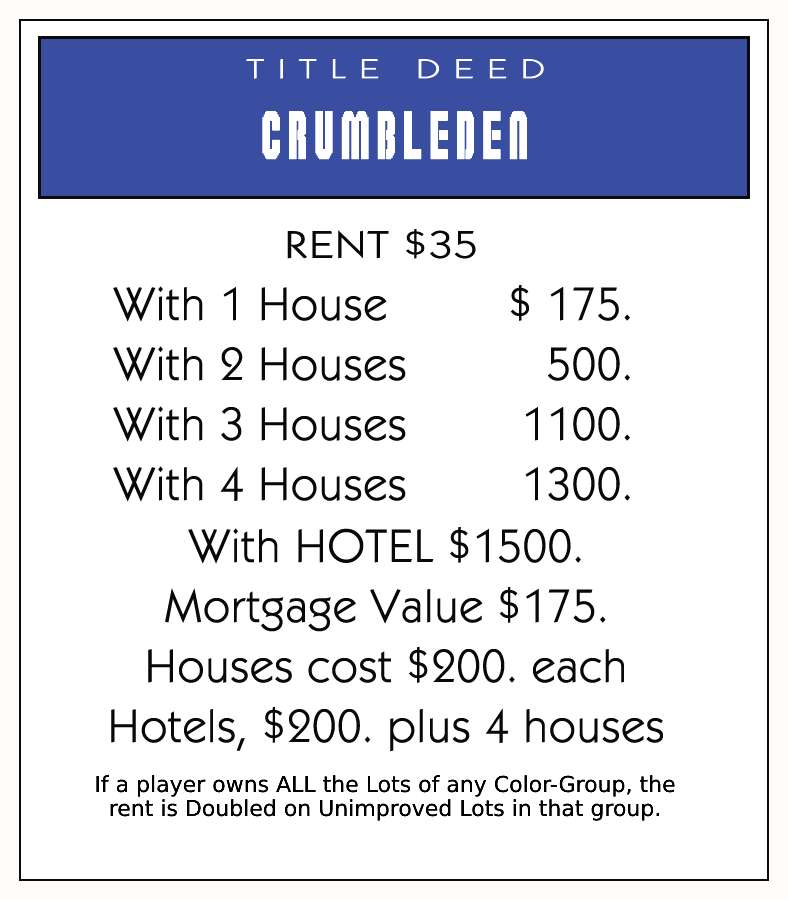 TITLE DEED
CRUMBLEDEN
RENT $35
With 1 House $ 175.
With 2 Houses 500.
With 3 Houses 1100.
With 4 Houses 1300.
With HOTEL $1500.
Mortgage Value $175.
Houses cost $200. each
Hotels, $200. plus 4 houses
If a player owns ALL the Lots of any Color-Group, the
rent is Doubled on Unimproved Lots in that group.